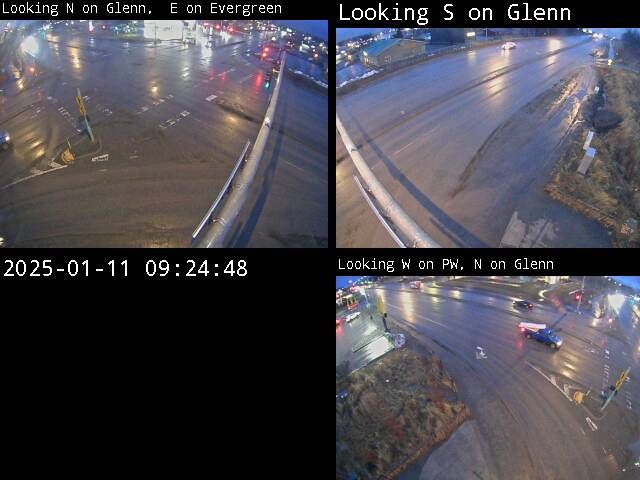 Looking N on Glenn,  E on Evergreen
Looking S on Glenn
2025-01-11 09:24:48
Looking W on PW, N on Glenn